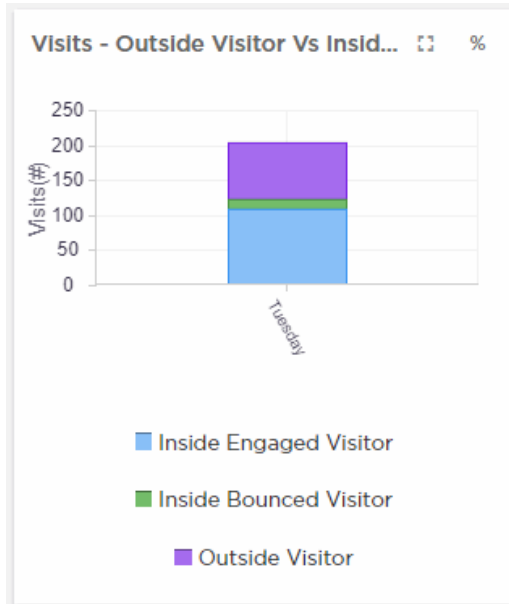 Visits - Outside Visitor Vs Insid... %
250
200
150
100
50
0
Visits(#)
Tuesday
Inside Engaged Visitor
Inside Bounced Visitor
Outside Visitor